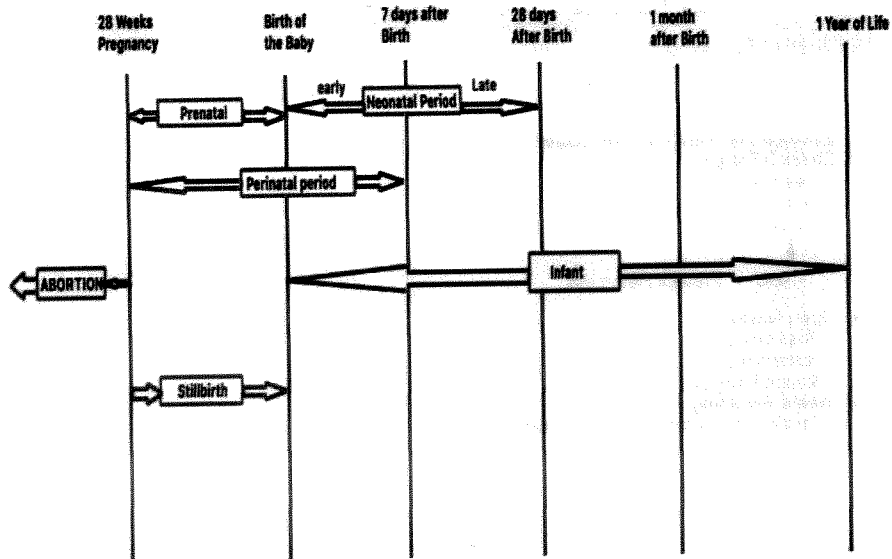 28 Weeks
Pregnancy
Birth of
the Baby
7 days after
Birth
28 days
After Birth
1 month
after Birth
1 Year of Life
early
Late
Prenatal
Neonatal Period
Perinatal period
ABORTION
Infant
Stillbirth